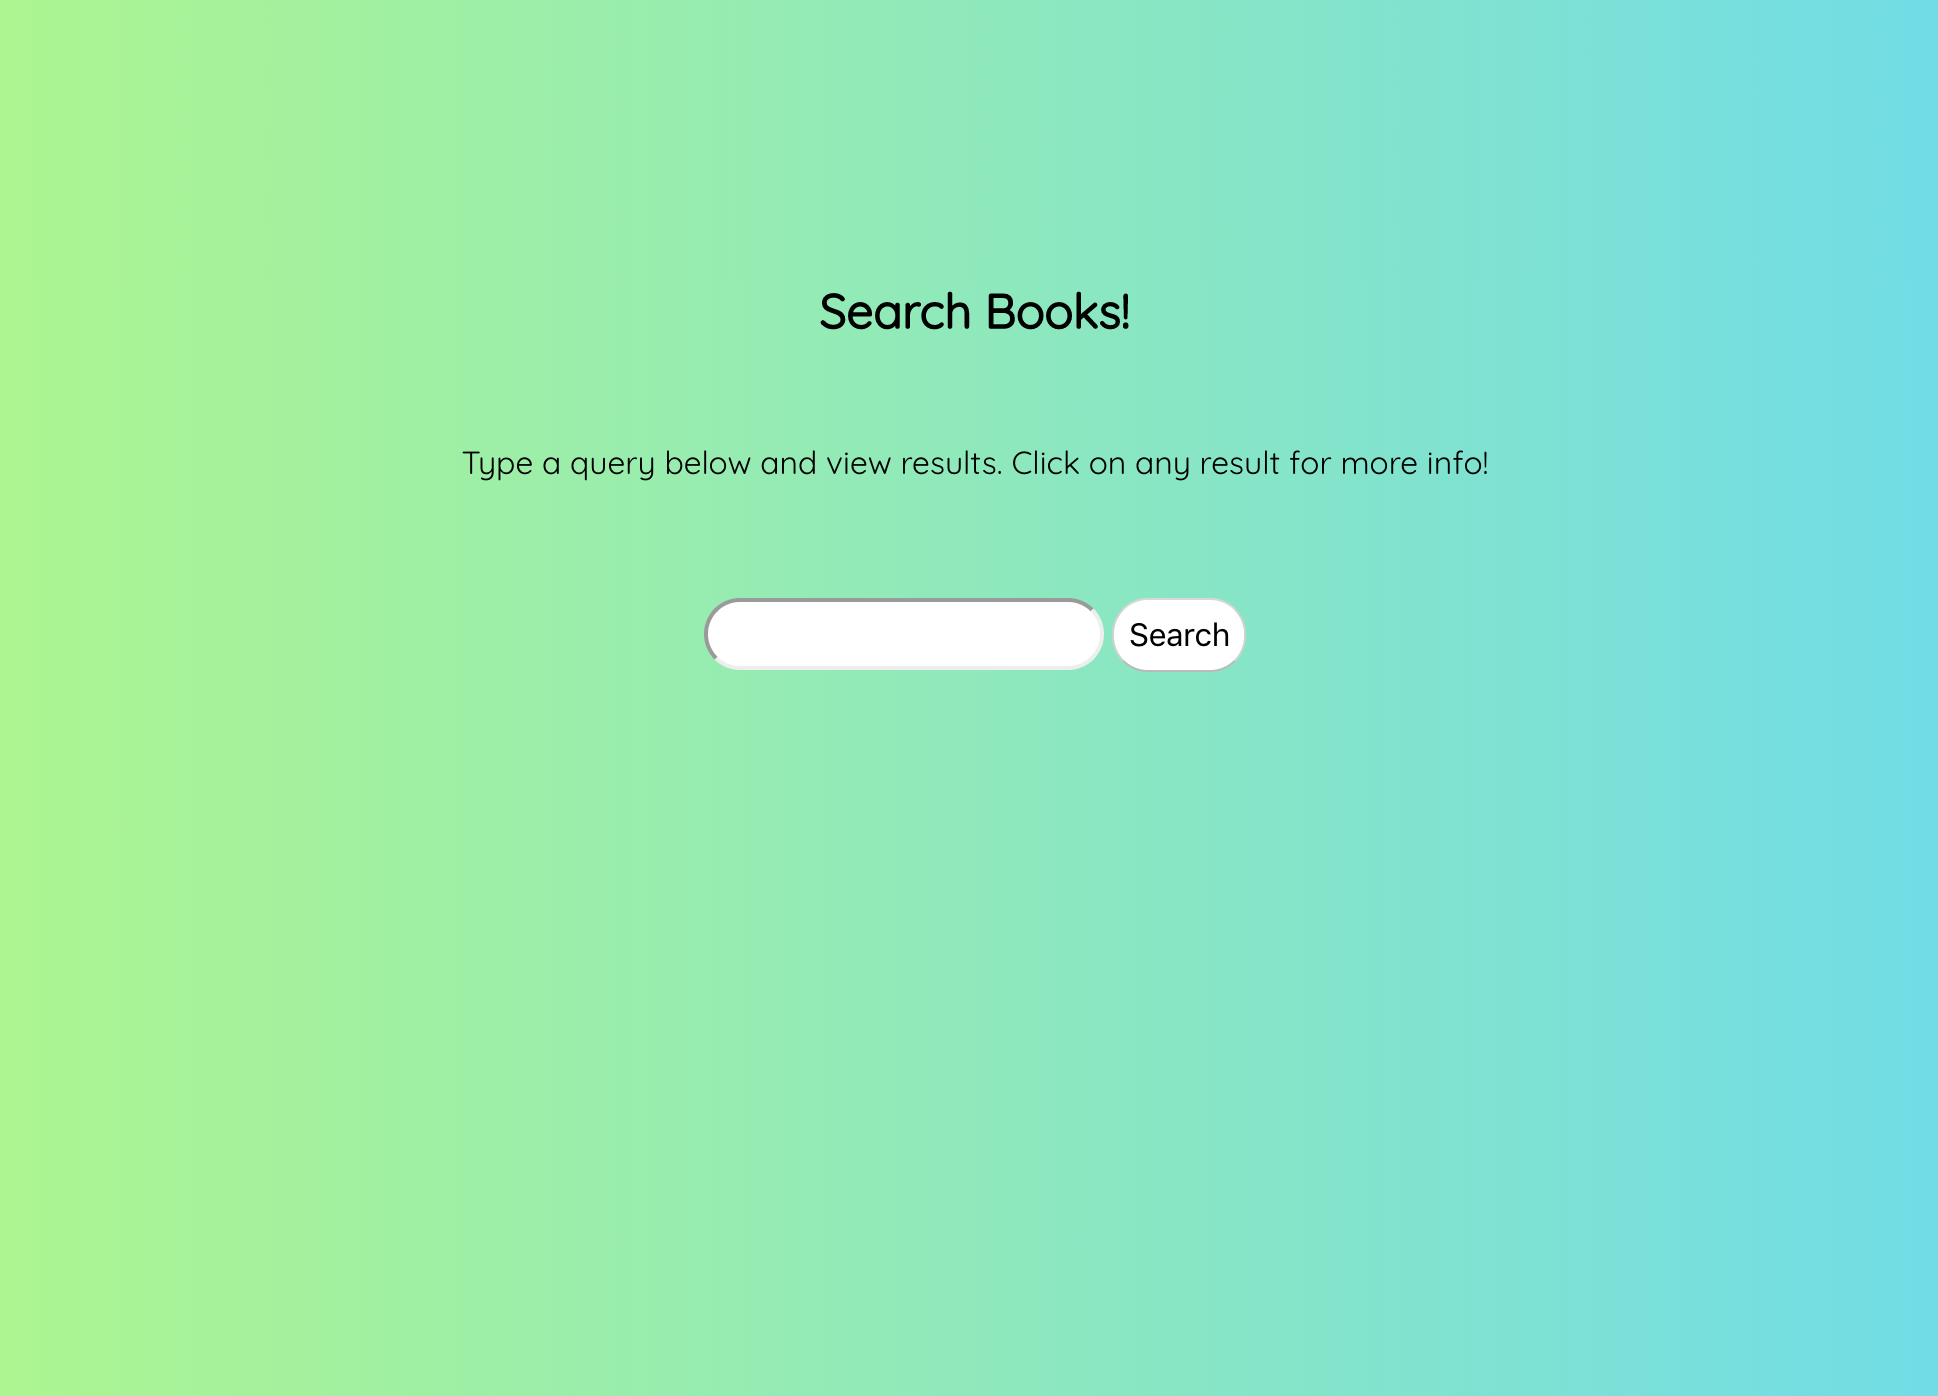 Search Books!
Type a query below and view results. Click on any result for more info!
Search